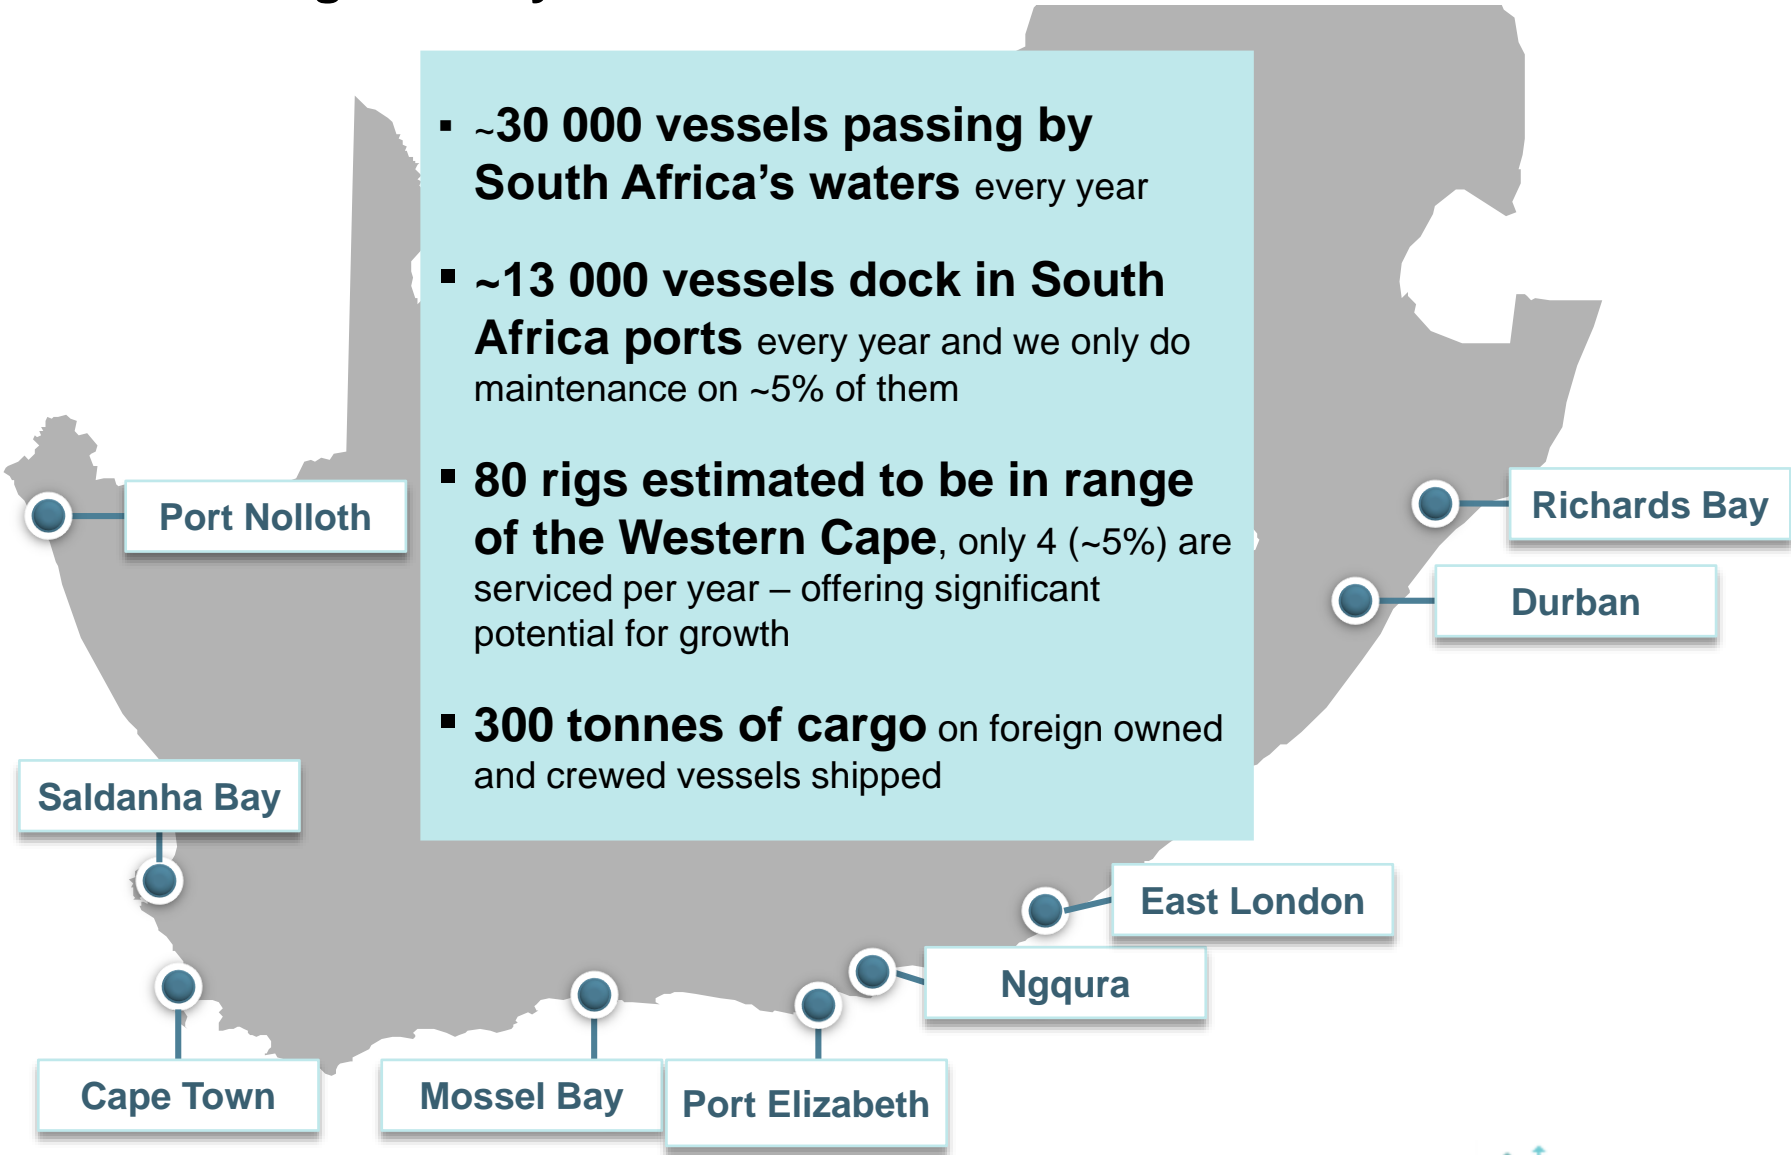 ▪ ~30 000 vessels passing by
South Africa’s waters every year
▪ ~13 000 vessels dock in South
Africa ports every year and we only do
maintenance on ~5% of them
▪ 80 rigs estimated to be in range
of the Western Cape, only 4 (~5%) are
serviced per year – offering significant
potential for growth
▪ 300 tonnes of cargo on foreign owned
and crewed vessels shipped
Port Nolloth
Richards Bay
Durban
Saldanha Bay
East London
Ngqura
Cape Town
Mossel Bay
Port Elizabeth